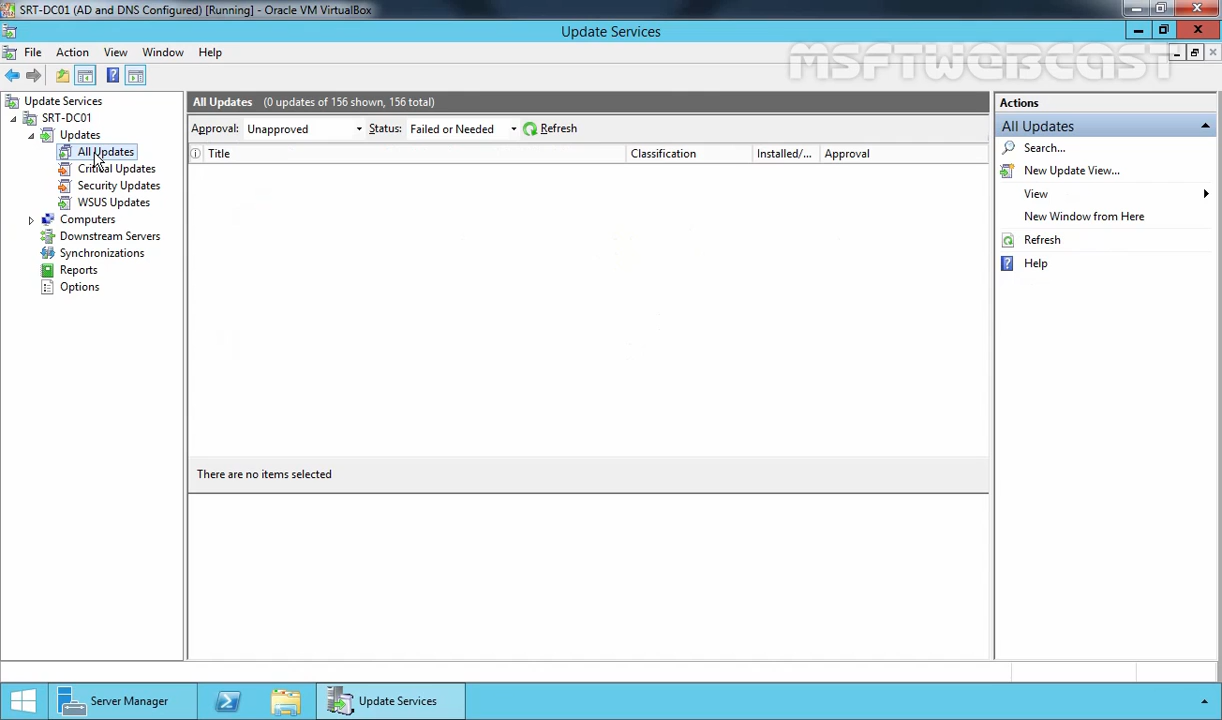 SRT-DC01 (AD and DNS Configured) [Running] - Oracle VM VirtualBox
Update Services
File Action View Window Help
MSFTWEBCAST
Update Services
SRT-DC01
Updates
All Updates
Critical Updates
Security Updates
WSUS Updates
Computers
Downstream Servers
Synchronizations
Reports
Options
All Updates (0 updates of 156 shown, 156 total)
Approval: Unapproved Status: Failed or Needed Refresh
Title Classification Installed/... Approval
There are no items selected
Actions
All Updates
Search...
New Update View...
View
New Window from Here
Refresh
Help
Server Manager Update Services